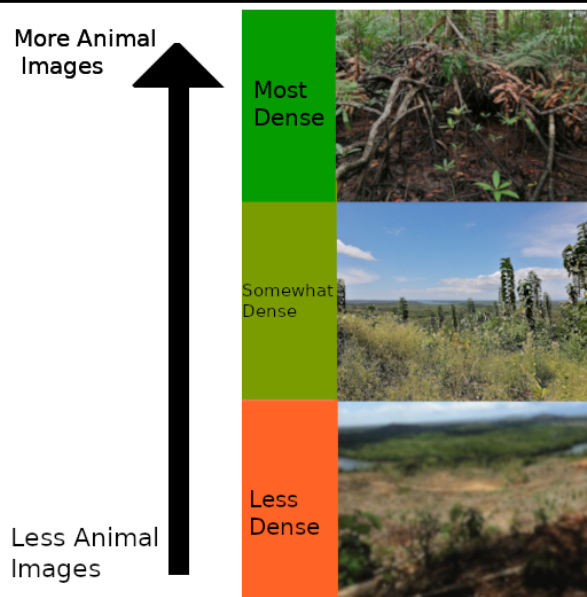 More Animal
Images
Most
Dense
Somewhat
Dense
Less
Dense
Less Animal
Images